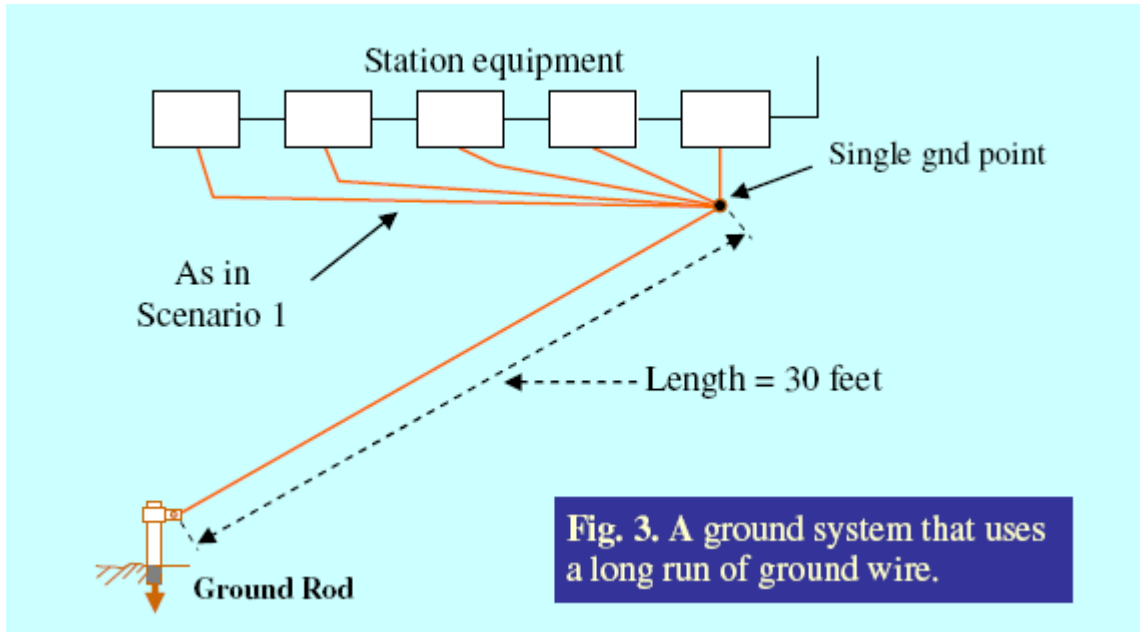 Station equipment
Single gnd point
As in
Scenario 1
Length = 30 feet
Fig. 3. A ground system that uses
a long run of ground wire.
Ground Rod